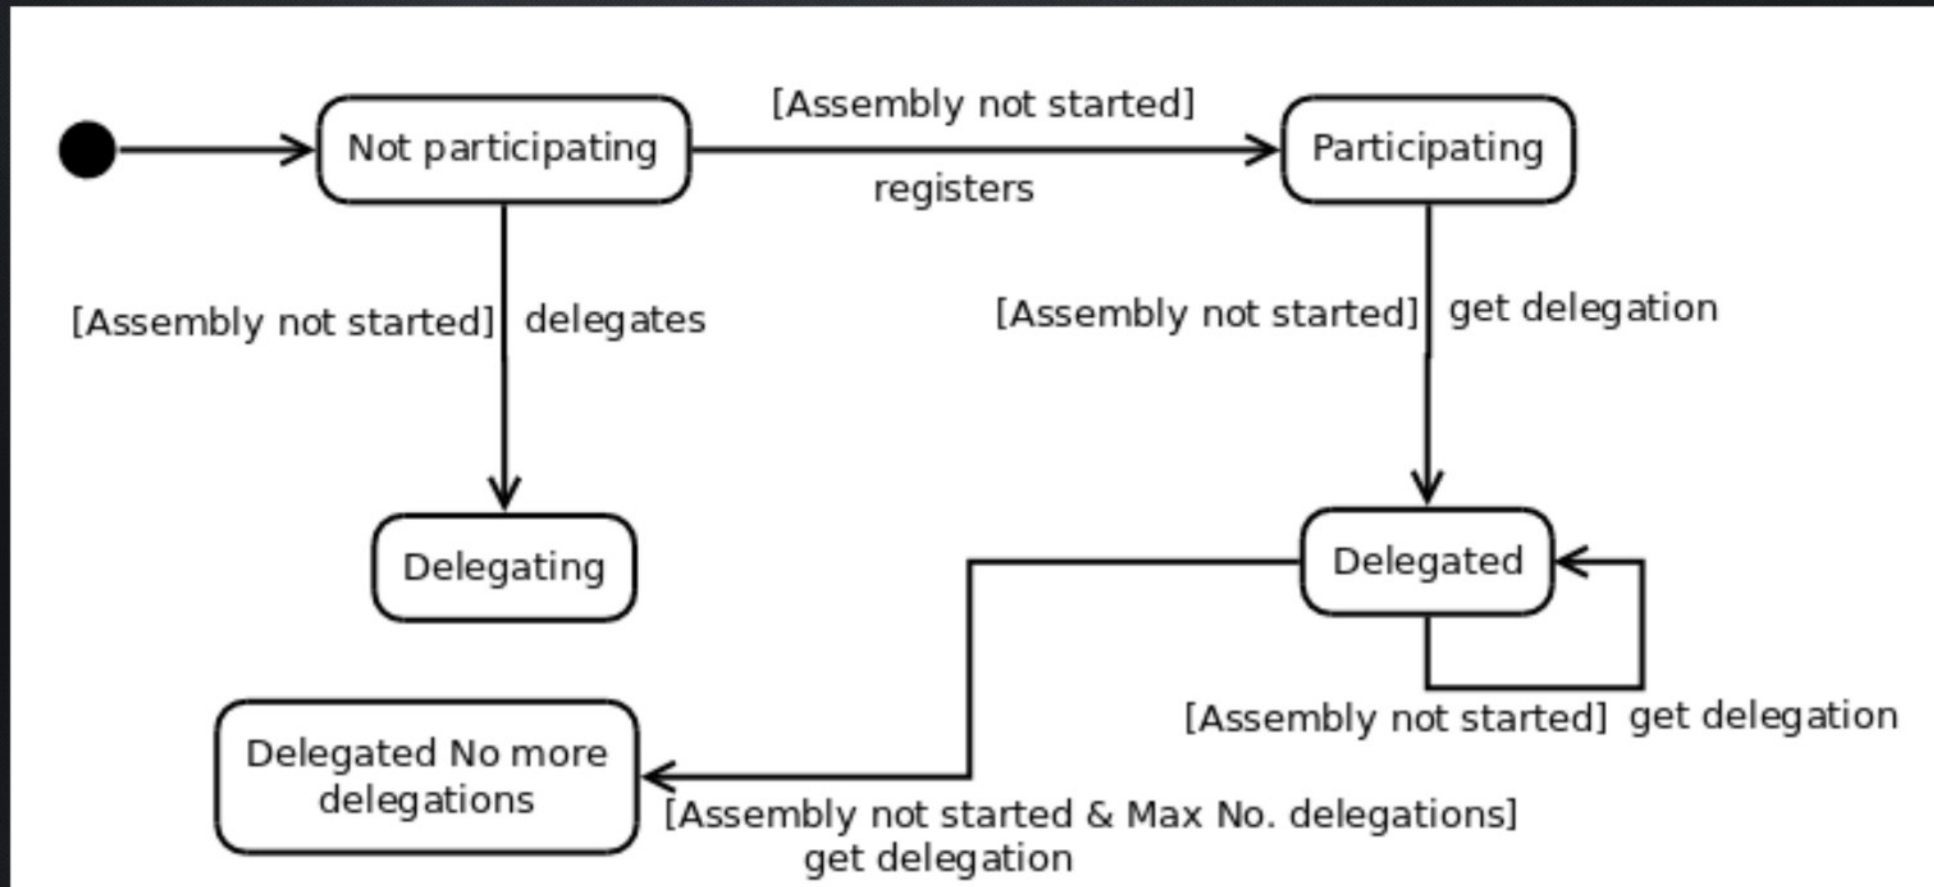 [Assembly not started]
Not participating
Participating
registers
[Assembly not started] delegates
[Assembly not started] get delegation
Delegating
Delegated
[Assembly not started] get delegation
Delegated No more
delegations
[Assembly not started & Max No. delegations]
get delegation